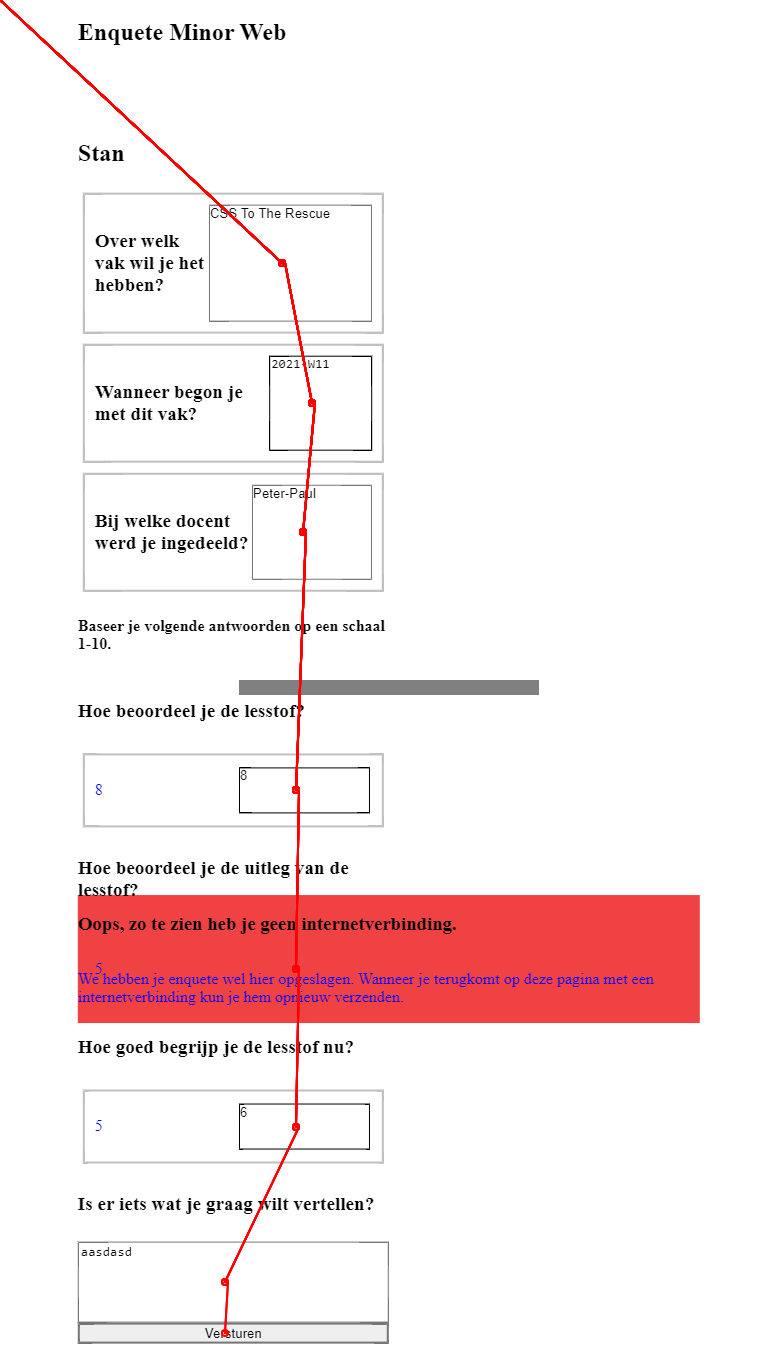 Enquete Minor Web
Stan
CSS To The Rescue
Over welk
vak wil je het
hebben?
2021-W11
Wanneer begon je
met dit vak?
Peter-Paul
Bij welke docent
werd je ingedeeld?
Baseer je volgende antwoorden op een schaal
1-10.
Hoe beoordeel je de lesstof?
8
8
Hoe beoordeel je de uitleg van de
lesstof?
Oops, zo te zien heb je geen internetverbinding.
5
We hebben je enquete wel hier opgeslagen. Wanneer je terugkomt op deze pagina met een
internetverbinding kun je hem opnieuw verzenden.
Hoe goed begrijp je de lesstof nu?
6
5
Is er iets wat je graag wilt vertellen?
aasdasd
Versturen